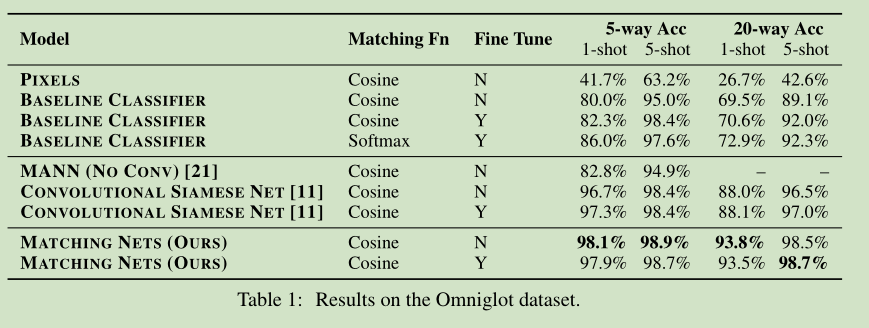 Model Matching Fn Fine Tune 5-way Acc 20-way Acc
1-shot 5-shot 1-shot 5-shot
PIXELS Cosine N 41.7% 63.2% 26.7% 42.6%
BASELINE CLASSIFIER Cosine N 80.0% 95.0% 69.5% 89.1%
BASELINE CLASSIFIER Cosine Y 82.3% 98.4% 70.6% 92.0%
BASELINE CLASSIFIER Softmax Y 86.0% 97.6% 72.9% 92.3%
MANN (NO CONV) [21] Cosine N 82.8% 94.9% – –
CONVOLUTIONAL SIAMESE NET [11] Cosine N 96.7% 98.4% 88.0% 96.5%
CONVOLUTIONAL SIAMESE NET [11] Cosine Y 97.3% 98.4% 88.1% 97.0%
MATCHING NETS (OURS) Cosine N 98.1% 98.9% 93.8% 98.5%
MATCHING NETS (OURS) Cosine Y 97.9% 98.7% 93.5% 98.7%
Table 1: Results on the Omniglot dataset.